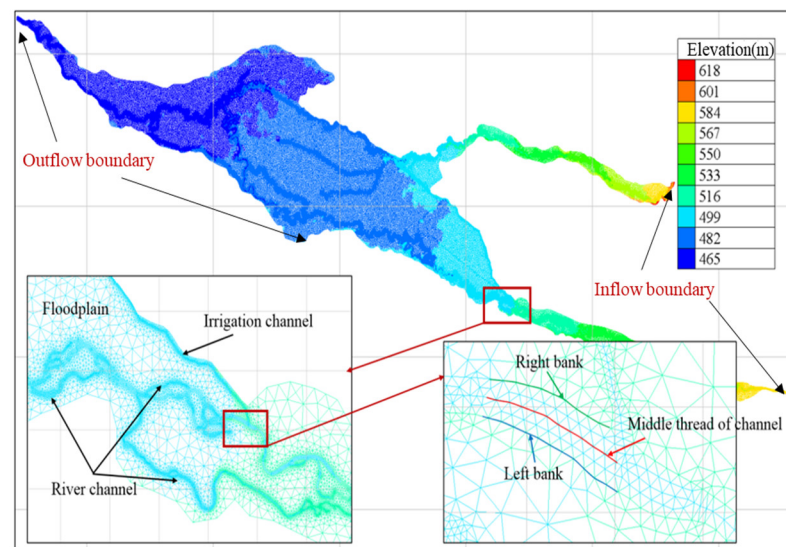 Elevation(m)
618
601
584
567
550
533
516
499
482
465
Outflow boundary
Inflow boundary
Floodplain
Irrigation channel
River channel
Right bank
Middle thread of channel
Left bank